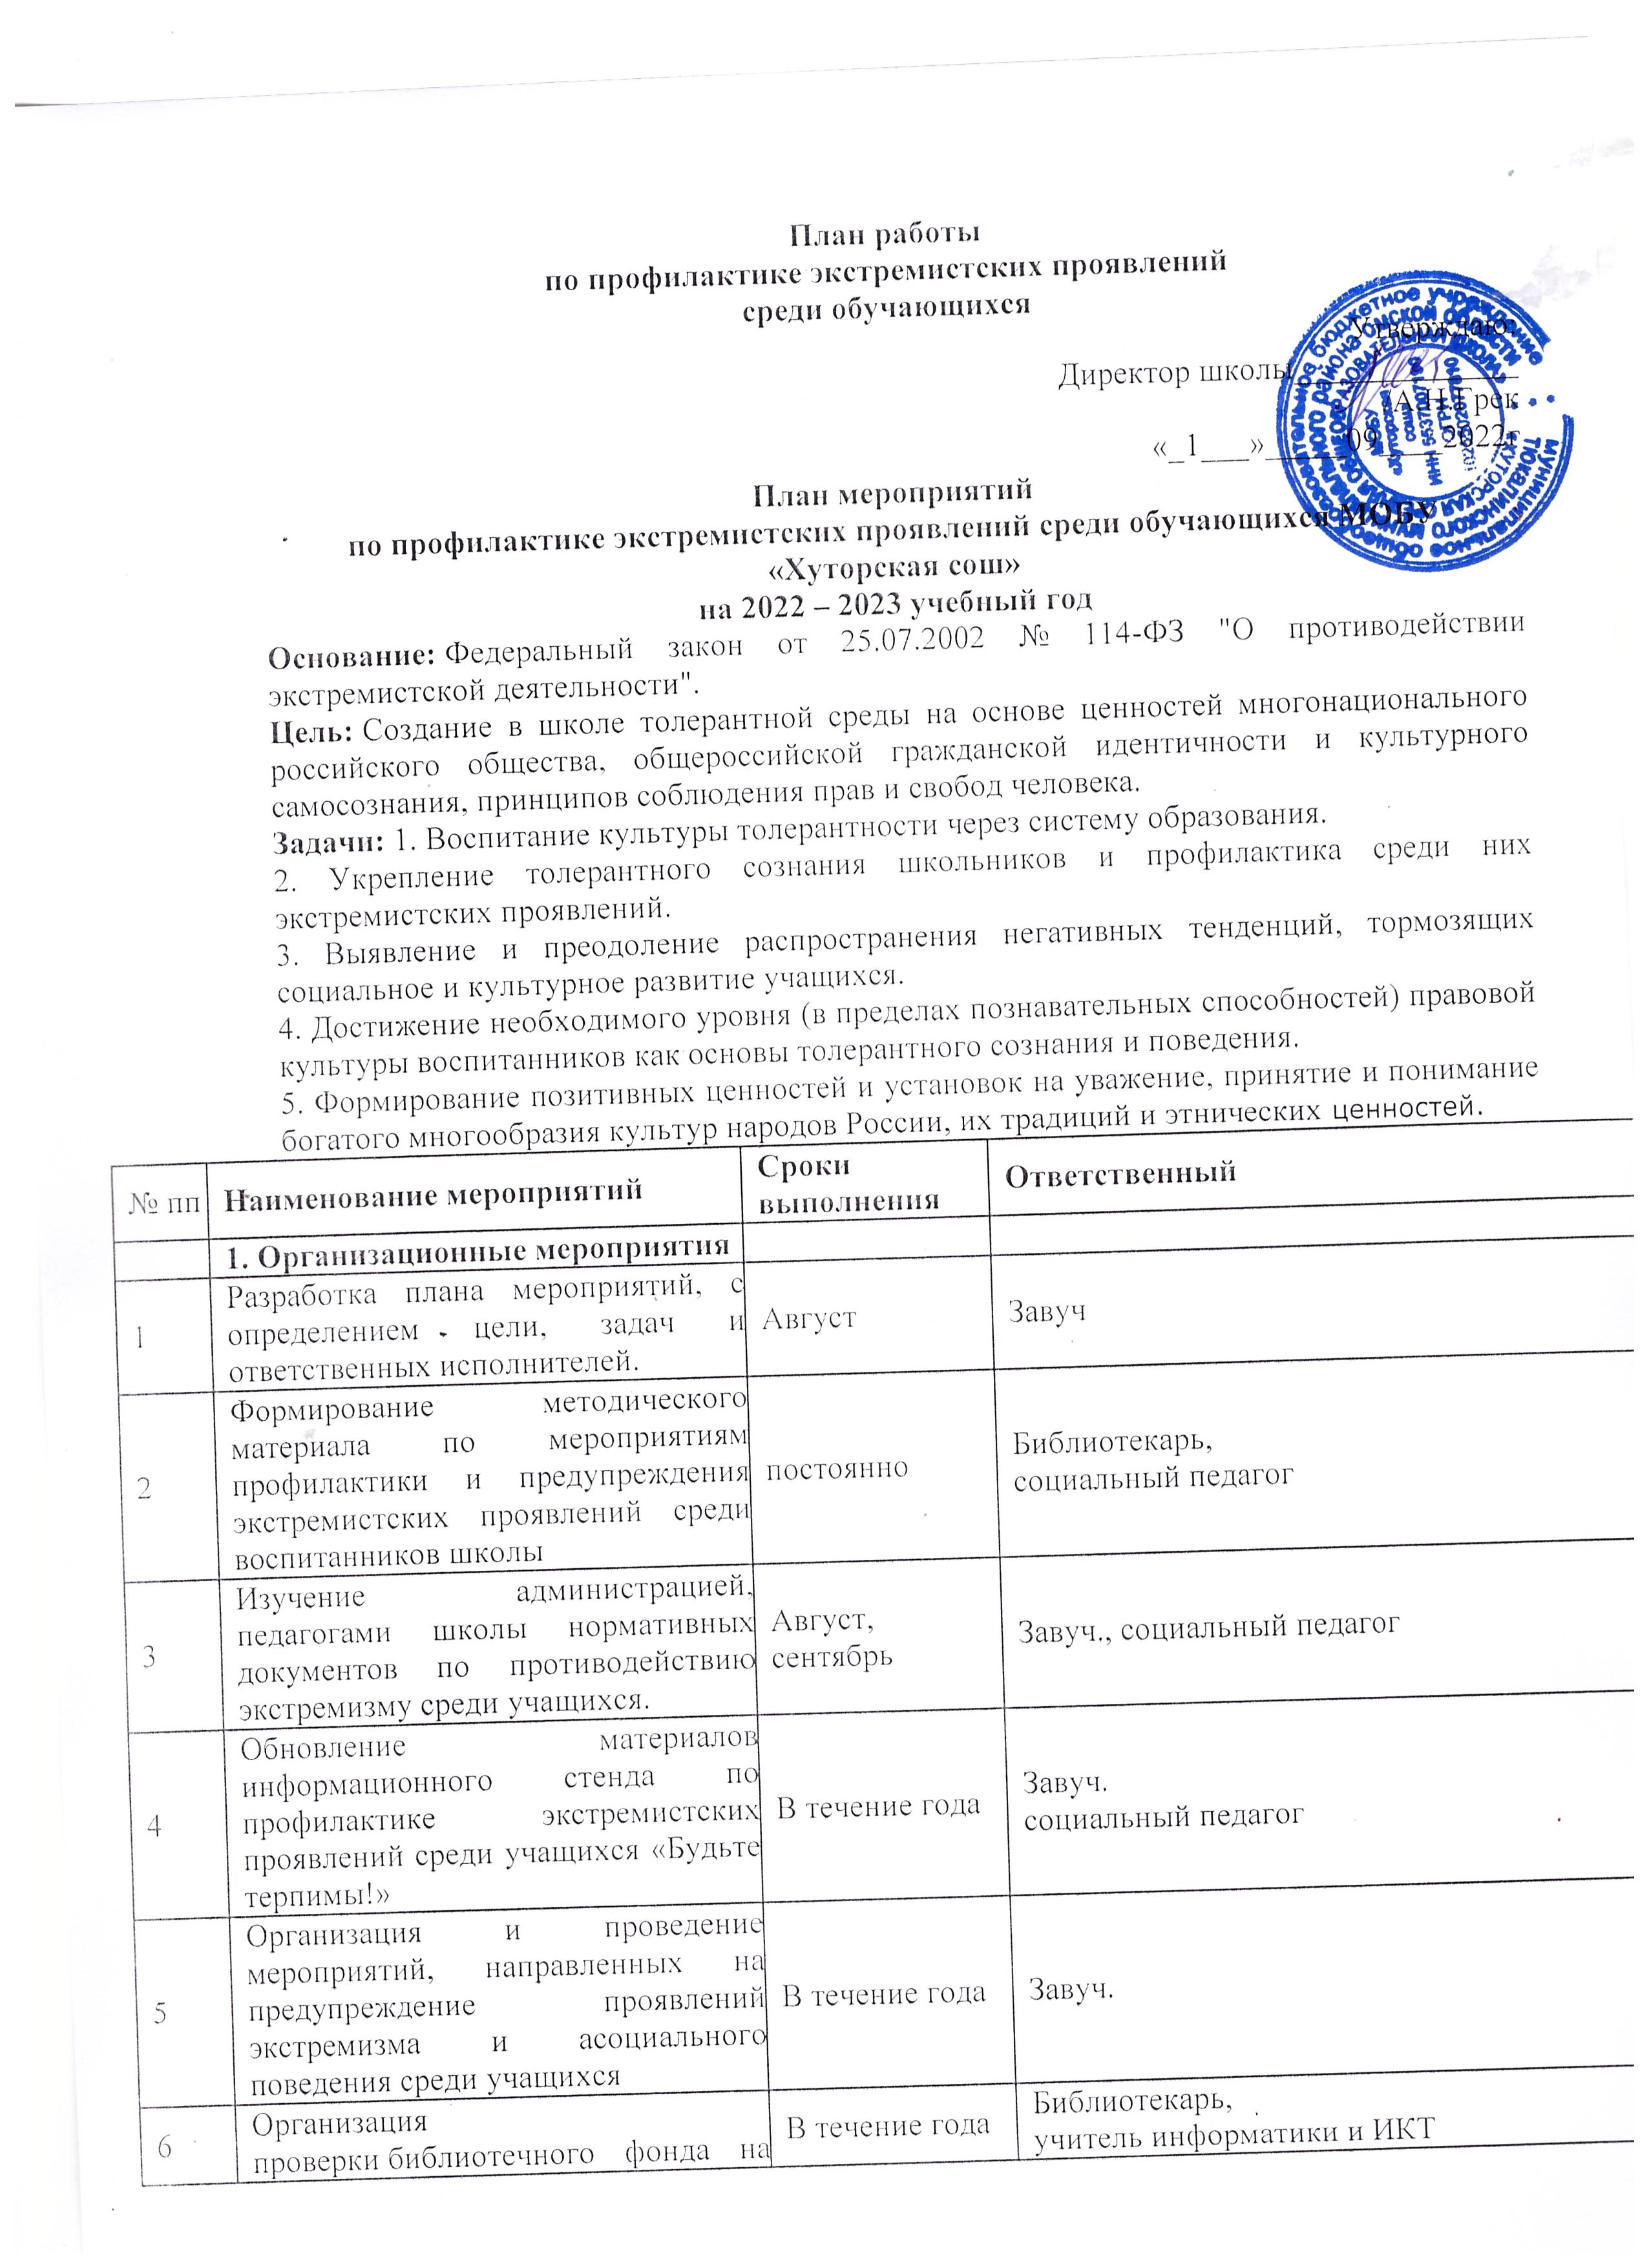 План работы
по профилактике экстремистских проявлений
среди обучающихся
Утверждаю:
Директор школы
/А.Н.Грек
«_1___»______09_____2022г
План мероприятий
по профилактике экстремистских проявлений среди обучающихся МОБУ
«Хуторская сош»
на 2022 – 2023 учебный год
Основание: Федеральный закон от 25.07.2002 № 114-ФЗ "О противодействии
экстремистской деятельности".
Цель: Создание в школе толерантной среды на основе ценностей многонационального
российского общества, общероссийской гражданской идентичности и культурного
самосознания, принципов соблюдения прав и свобод человека.
Задачи: 1. Воспитание культуры толерантности через систему образования.
2. Укрепление толерантного сознания школьников и профилактика среди них
экстремистских проявлений.
3. Выявление и преодоление распространения негативных тенденций, тормозящих
социальное и культурное развитие учащихся.
4. Достижение необходимого уровня (в пределах познавательных способностей) правовой
культуры воспитанников как основы толерантного сознания и поведения.
5. Формирование позитивных ценностей и установок на уважение, принятие и понимание
богатого многообразия культур народов России, их традиций и этнических ценностей.
№ пп Наименование мероприятий Сроки
выполнения Ответственный
1. Организационные мероприятия
1 Разработка плана мероприятий, с
определением цели, задач и
ответственных исполнителей.
Август
Завуч
2 Формирование методического
материала по мероприятиям
профилактики и предупреждения
экстремистских проявлений среди
воспитанников школы
постоянно
Библиотекарь,
социальный педагог
3 Изучение администрацией,
педагогами школы нормативных
документов по противодействию
экстремизму среди учащихся.
Август,
сентябрь
Завуч., социальный педагог
4 Обновление материалов
информационного стенда по
профилактике экстремистских
проявлений среди учащихся «Будьте
терпимы!»
В течение года
Завуч.
социальный педагог
5 Организация и проведение
мероприятий, направленных на
предупреждение проявлений
экстремизма и асоциального
поведения среди учащихся
В течение года
Завуч.
6 Организация
проверки библиотечного фонда на
В течение года
Библиотекарь,
учитель информатики и ИКТ